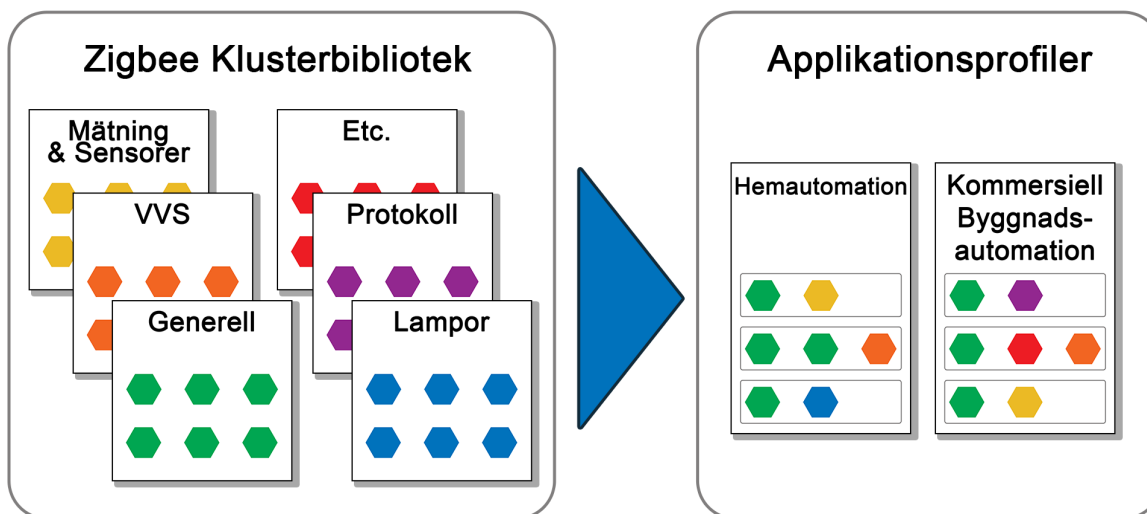 Zigbee Klusterbibliotek
Mätning
& Sensorer
Etc.
VVS
Protokoll
Generell
Lampor
Applikationsprofiler
Hemautomation
Kommersiell
Byggnads-
automation